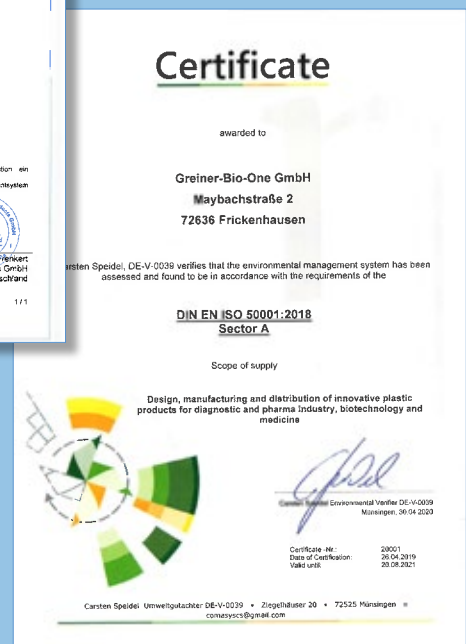 Certificate
awarded to
Greiner-Bio-One GmbH
Maybachstraße 2
72636 Frickenhausen
rsten Speidel, DE-V-0039 verifies that the environmental management system has been
assessed and found to be in accordance with the requirements of the
DIN EN ISO 50001:2018
Sector A
Scope of supply
Design, manufacturing and distribution of innovative plastic
products for diagnostic and pharma Industry, biotechnology and
medicine
Environmental Verifier DE-V-0039
Münsingen, 30.04.2020
Certificate -Nr.: 20001
Date of Certification: 26.04.2019
Valid until: 20.08.2021
Carsten Speidel Umweltgutachter DE-V-0039 • Ziegelhäuser 20 • 72525 Münsingen
comasyscs@gmail.com
tion ein
ntsystem
GmbH
1/1